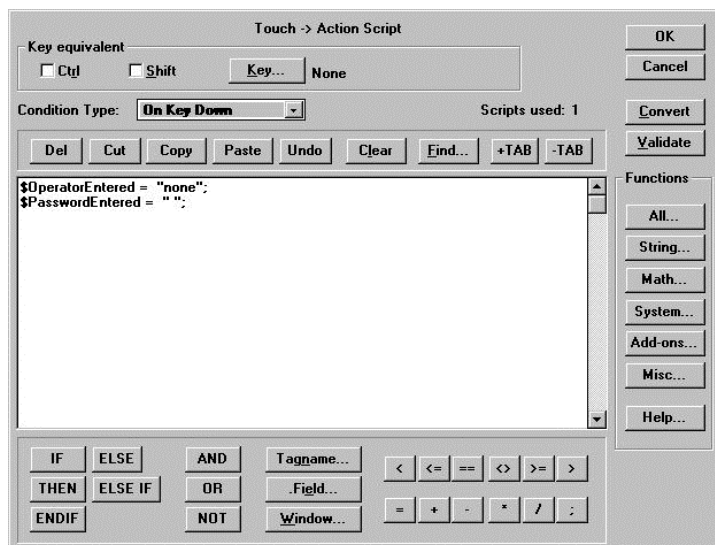 Touch -> Action Script
Key equivalent
Ctrl Shift Key... None
Condition Type: On Key Down Scripts used: 1
Del Cut Copy Paste Undo Clear Find... +TAB -TAB
$OperatorEntered = "none";
$PasswordEntered = " ";
IF ELSE AND Tagname...
THEN ELSE IF OR .Field...
ENDIF NOT Window...
< <= == <> >= >
= + - * / ;
OK
Cancel
Convert
Validate
Functions
All...
String...
Math...
System...
Add-ons...
Misc...
Help...